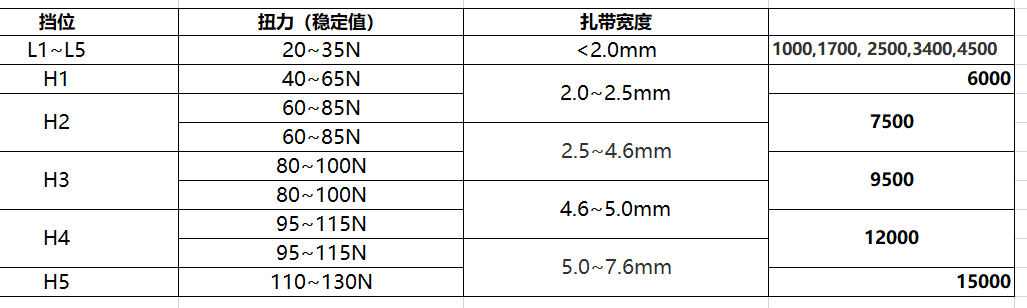 挡位 扭力（稳定值） 扎带宽度
L1~L5 20~35N <2.0mm 1000,1700, 2500,3400,4500
H1 40~65N 2.0~2.5mm 6000
H2 60~85N 7500
60~85N 2.5~4.6mm
H3 80~100N 9500
80~100N 4.6~5.0mm
H4 95~115N 12000
95~115N 5.0~7.6mm
H5 110~130N 15000